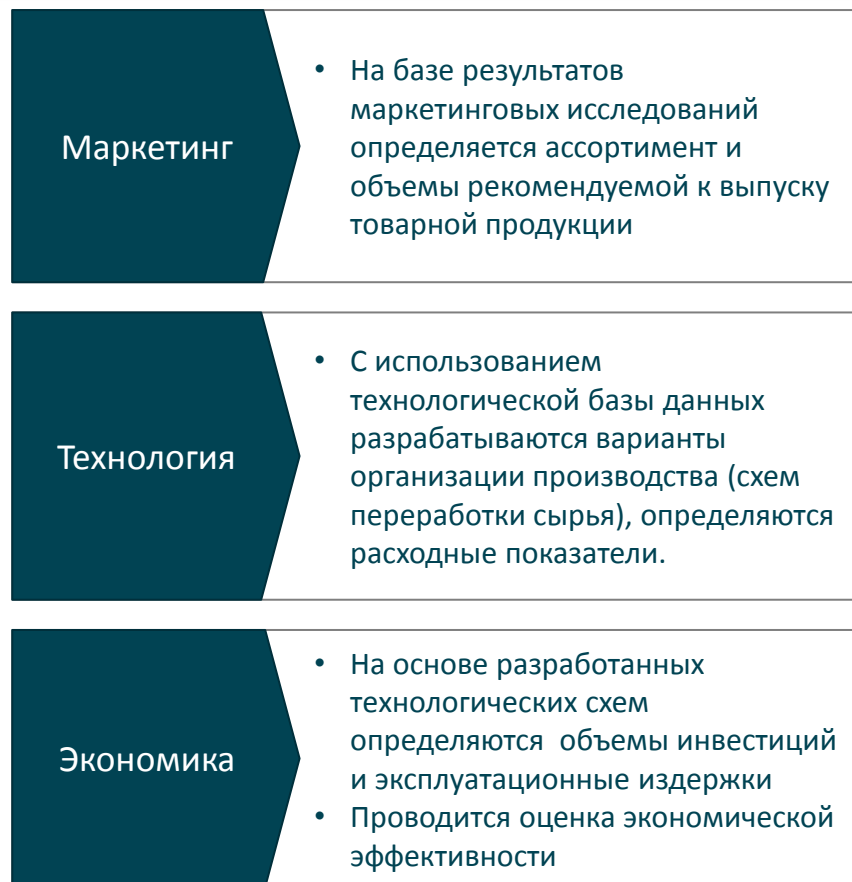 Маркетинг
• На базе результатов
маркетинговых исследований
определяется ассортимент и
объемы рекомендуемой к выпуску
товарной продукции
Технология
• С использованием
технологической базы данных
разрабатываются варианты
организации производства (схем
переработки сырья), определяются
расходные показатели.
Экономика
• На основе разработанных
технологических схем
определяются объемы инвестиций
и эксплуатационные издержки
• Проводится оценка экономической
эффективности